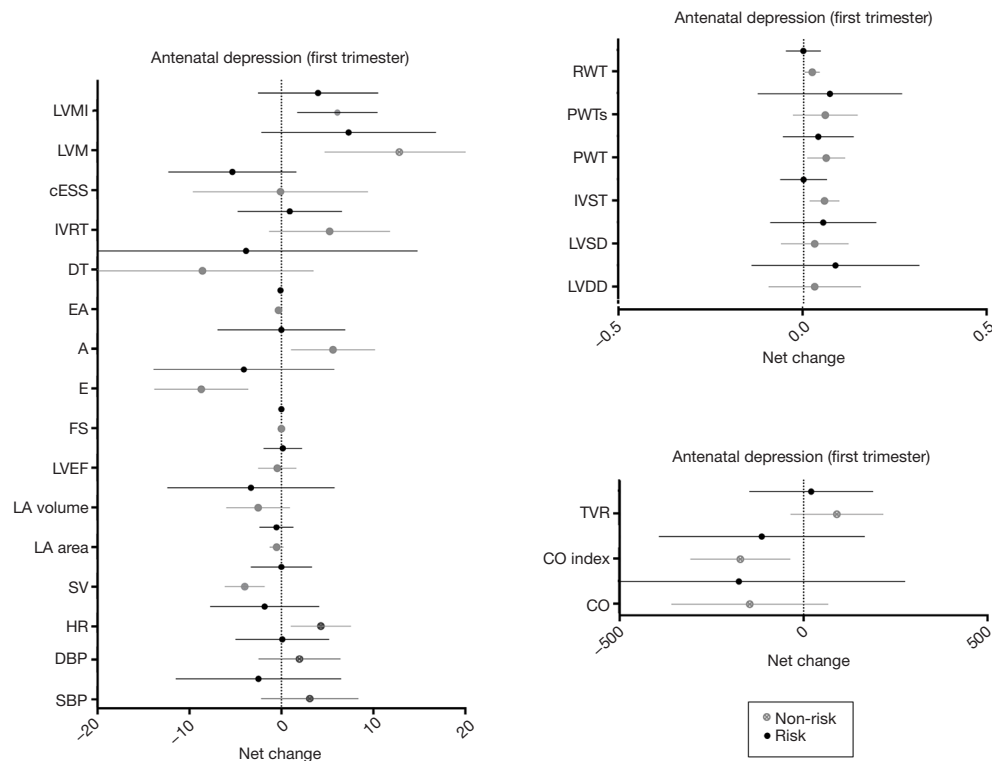 Antenatal depression (first trimester)
LVMI
LVM
cESS
IVRT
DT
EA
A
E
FS
LVEF
LA volume
LA area
SV
HR
DBP
SBP
−20
−10
0
10
20
Net change
Antenatal depression (first trimester)
RWT
PWTs
PWT
IVST
LVSD
LVDD
−0.5
0.0
0.5
Net change
Antenatal depression (first trimester)
TVR
CO index
CO
−500
0
500
Net change
Non-risk
Risk